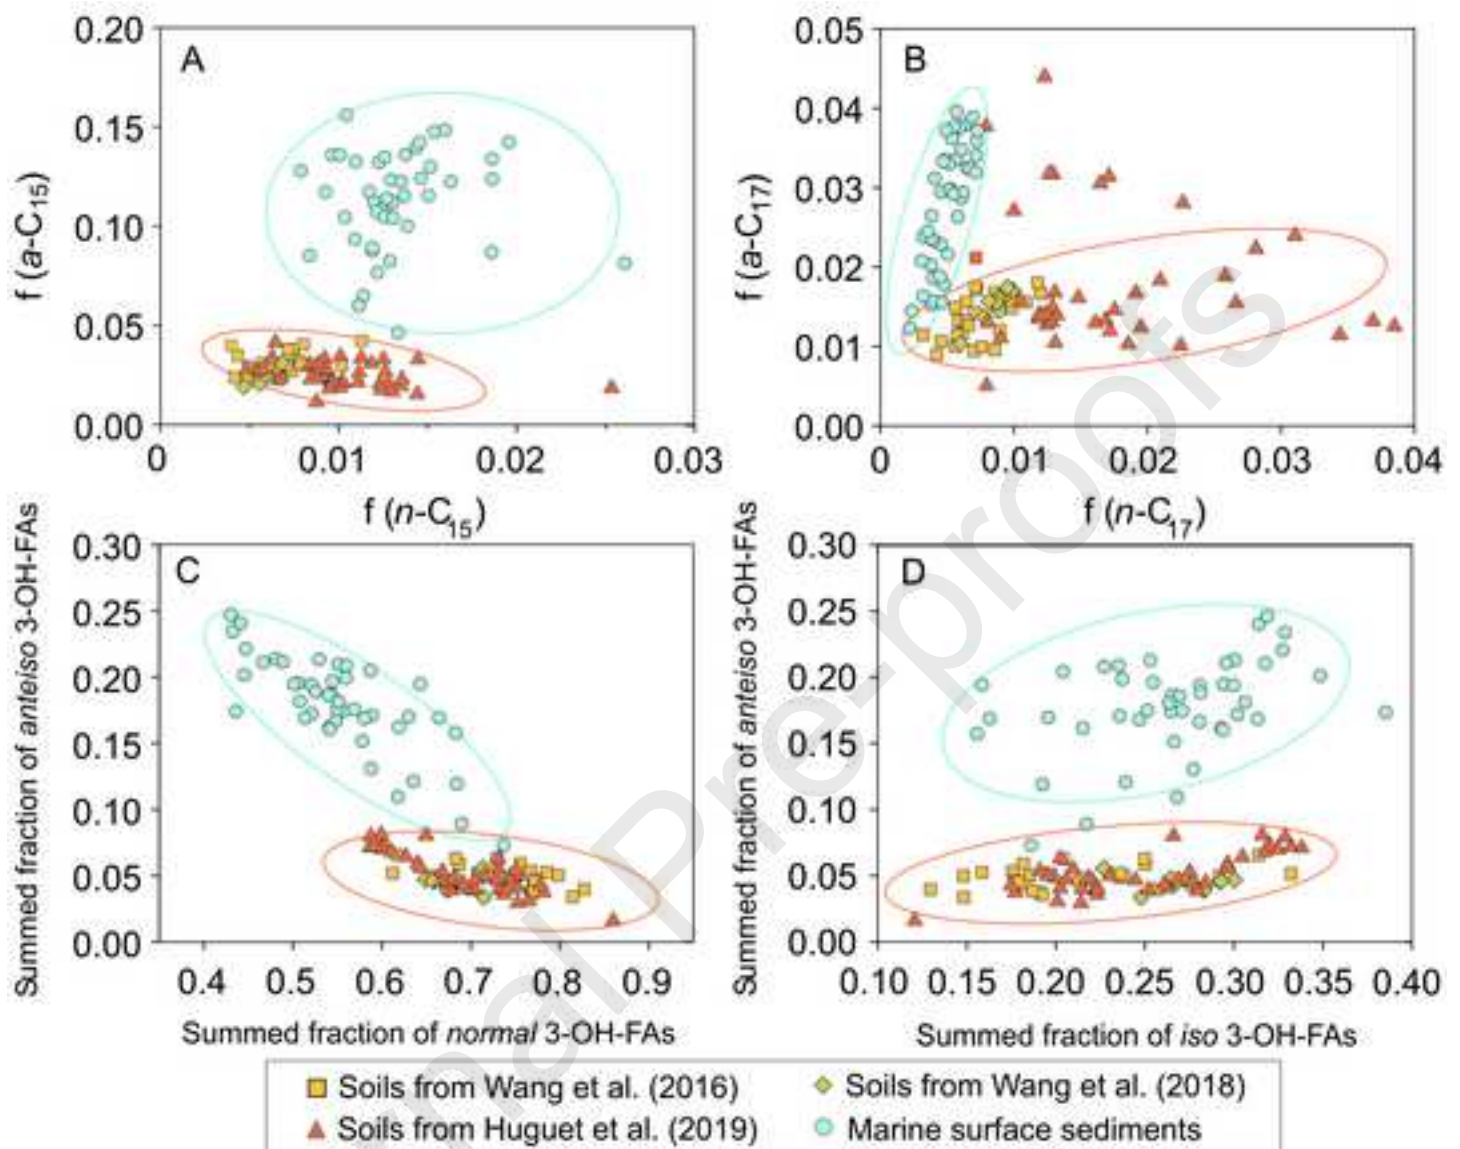 A
0.20
0.15
0.10
0.05
0.00
f (a-C15)
0 0.01 0.02 0.03
f (n-C15)
B
0.05
0.04
0.03
0.02
0.01
0.00
f (a-C17)
0 0.01 0.02 0.03 0.04
f (n-C17)
C
0.30
0.25
0.20
0.15
0.10
0.05
0.00
Summed fraction of anteiso 3-OH-FAs
0.4 0.5 0.6 0.7 0.8 0.9
Summed fraction of normal 3-OH-FAs
D
0.30
0.25
0.20
0.15
0.10
0.05
0.00
Summed fraction of anteiso 3-OH-FAs
0.10 0.15 0.20 0.25 0.30 0.35 0.40
Summed fraction of iso 3-OH-FAs
Soils from Wang et al. (2016)
Soils from Wang et al. (2018)
Soils from Huguet et al. (2019)
Marine surface sediments
nal Pre-proofs